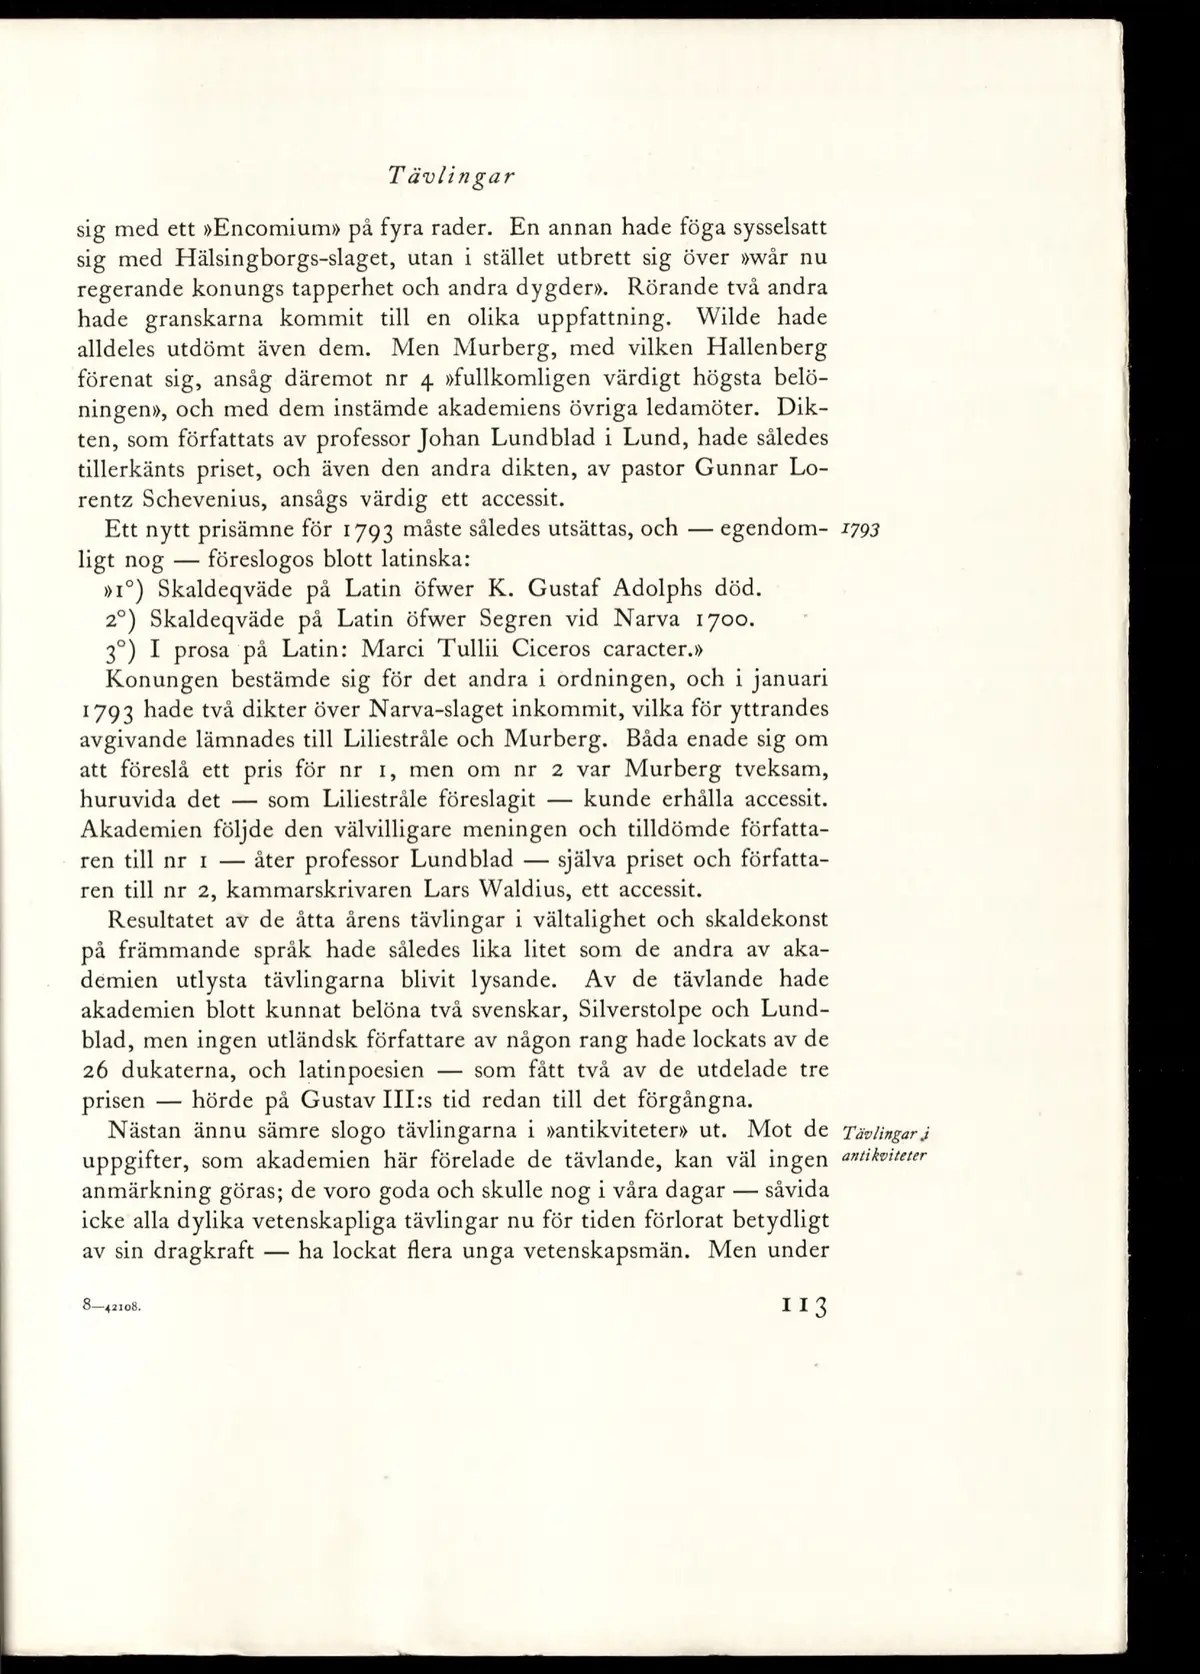 Tävlingar
sig med ett »Encomium» på fyra rader. En annan hade föga sysselsatt
sig med Hälsingborgs-slaget, utan i stället utbrett sig över »wår nu
regerande konungs tapperhet och andra dygder». Rörande två andra
hade granskarna kommit till en olika uppfattning. Wilde hade
alldeles utdömt även dem. Men Murberg, med vilken Hallenberg
förenat sig, ansåg däremot nr 4 »fullkomligen värdigt högsta belö-
ningen», och med dem instämde akademiens övriga ledamöter. Dik-
ten, som författats av professor Johan Lundblad i Lund, hade således
tillerkänts priset, och även den andra dikten, av pastor Gunnar Lo-
rentz Schevenius, ansågs värdig ett accessit.
Ett nytt prisämne för 1793 måste således utsättas, och — egendom- 1793
ligt nog — föreslogos blott latinska:
»1°) Skaldeqväde på Latin öfwer K. Gustaf Adolphs död.
2°) Skaldeqväde på Latin öfwer Segren vid Narva 1700.
3°) I prosa på Latin: Marci Tullii Ciceros caracter.»
Konungen bestämde sig för det andra i ordningen, och i januari
1793 hade två dikter över Narva-slaget inkommit, vilka för yttrandes
avgivande lämnades till Liliestråle och Murberg. Båda enade sig om
att föreslå ett pris för nr 1, men om nr 2 var Murberg tveksam,
huruvida det — som Liliestråle föreslagit — kunde erhålla accessit.
Akademien följde den välvilligare meningen och tilldömde författa-
ren till nr 1 — åter professor Lundblad — själva priset och författa-
ren till nr 2, kammarskrivaren Lars Waldius, ett accessit.
Resultatet av de åtta årens tävlingar i vältalighet och skaldekonst
på främmande språk hade således lika litet som de andra av aka-
demien utlysta tävlingarna blivit lysande. Av de tävlande hade
akademien blott kunnat belöna två svenskar, Silverstolpe och Lund-
blad, men ingen utländsk författare av någon rang hade lockats av de
26 dukaterna, och latinpoesien — som fått två av de utdelade tre
prisen — hörde på Gustav III:s tid redan till det förgångna.
Nästan ännu sämre slogo tävlingarna i »antikviteter» ut. Mot de Tävlingar i
uppgifter, som akademien här förelade de tävlande, kan väl ingen antikviteter
anmärkning göras; de voro goda och skulle nog i våra dagar — såvida
icke alla dylika vetenskapliga tävlingar nu för tiden förlorat betydligt
av sin dragkraft — ha lockat flera unga vetenskapsmän. Men under
8—42108. 113